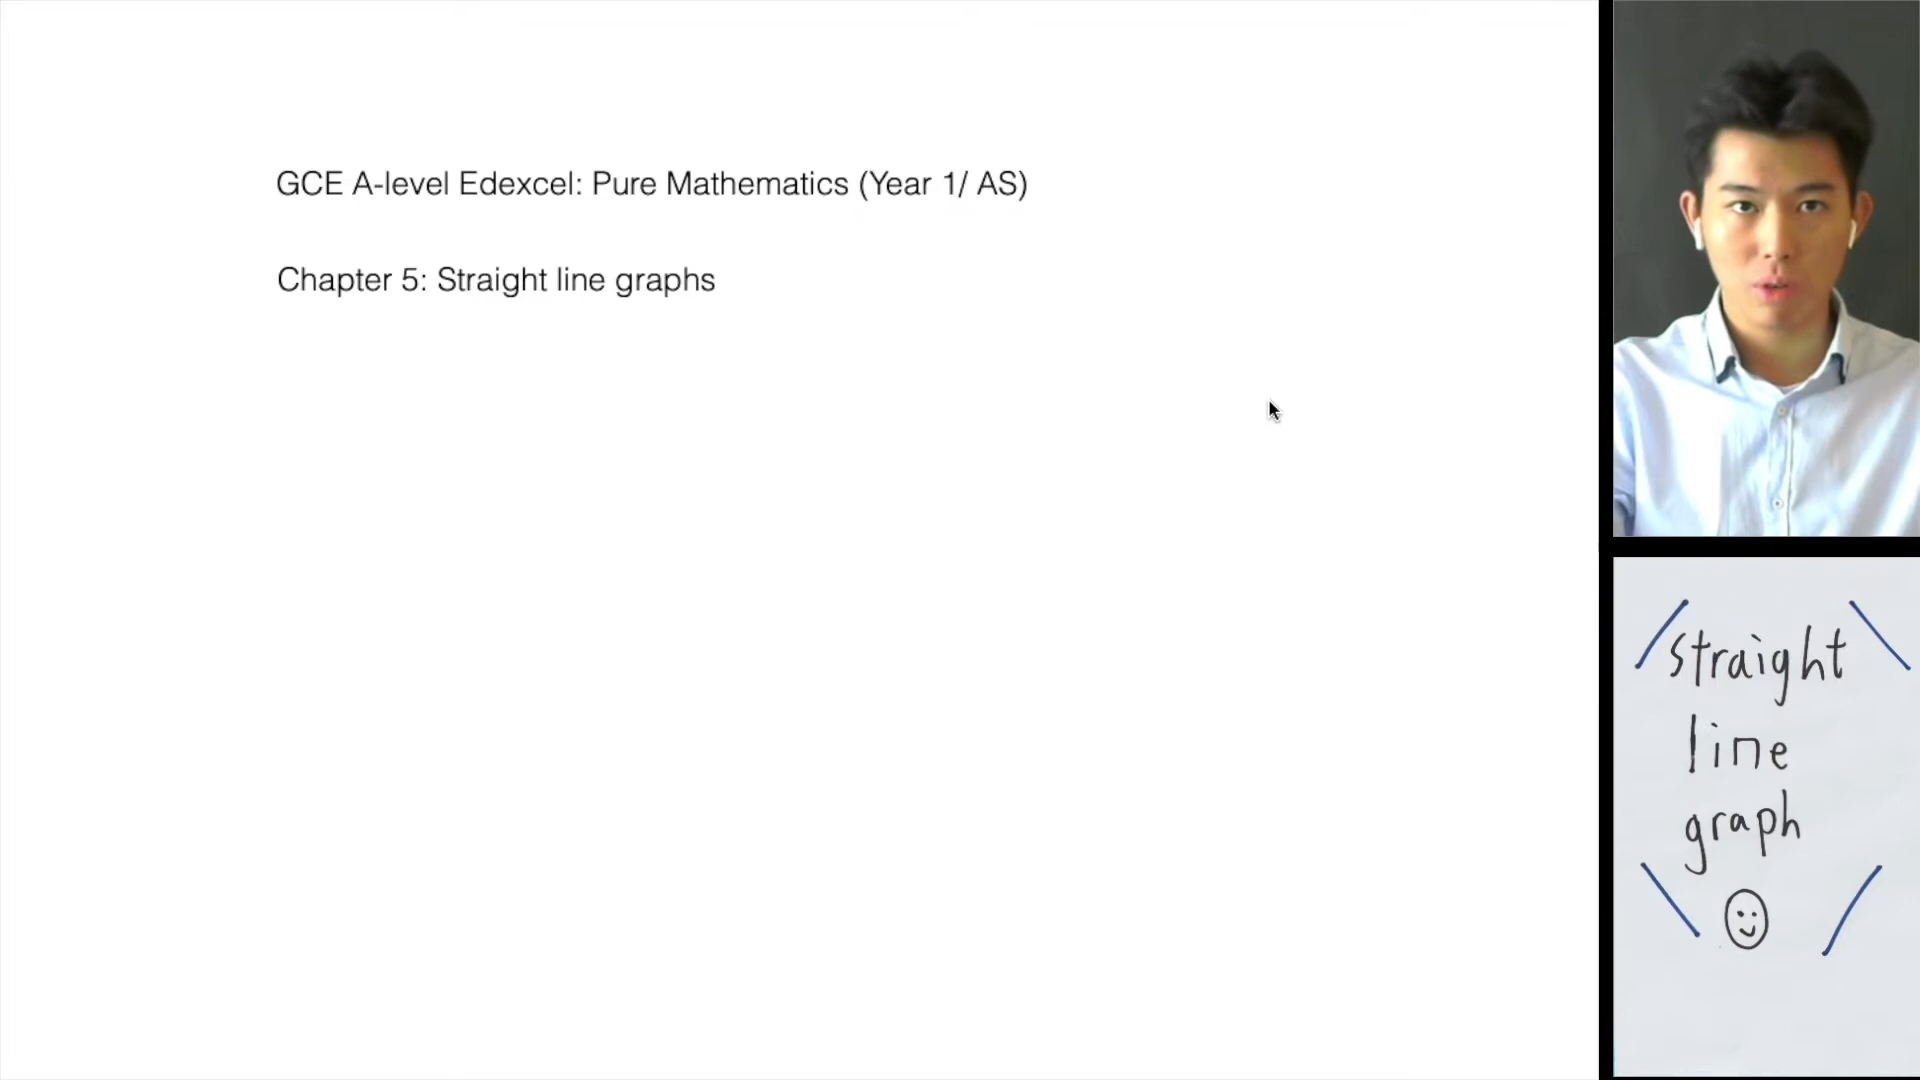 GCE A-level Edexcel: Pure Mathematics (Year 1/ AS)
Chapter 5: Straight line graphs
straight
line
graph